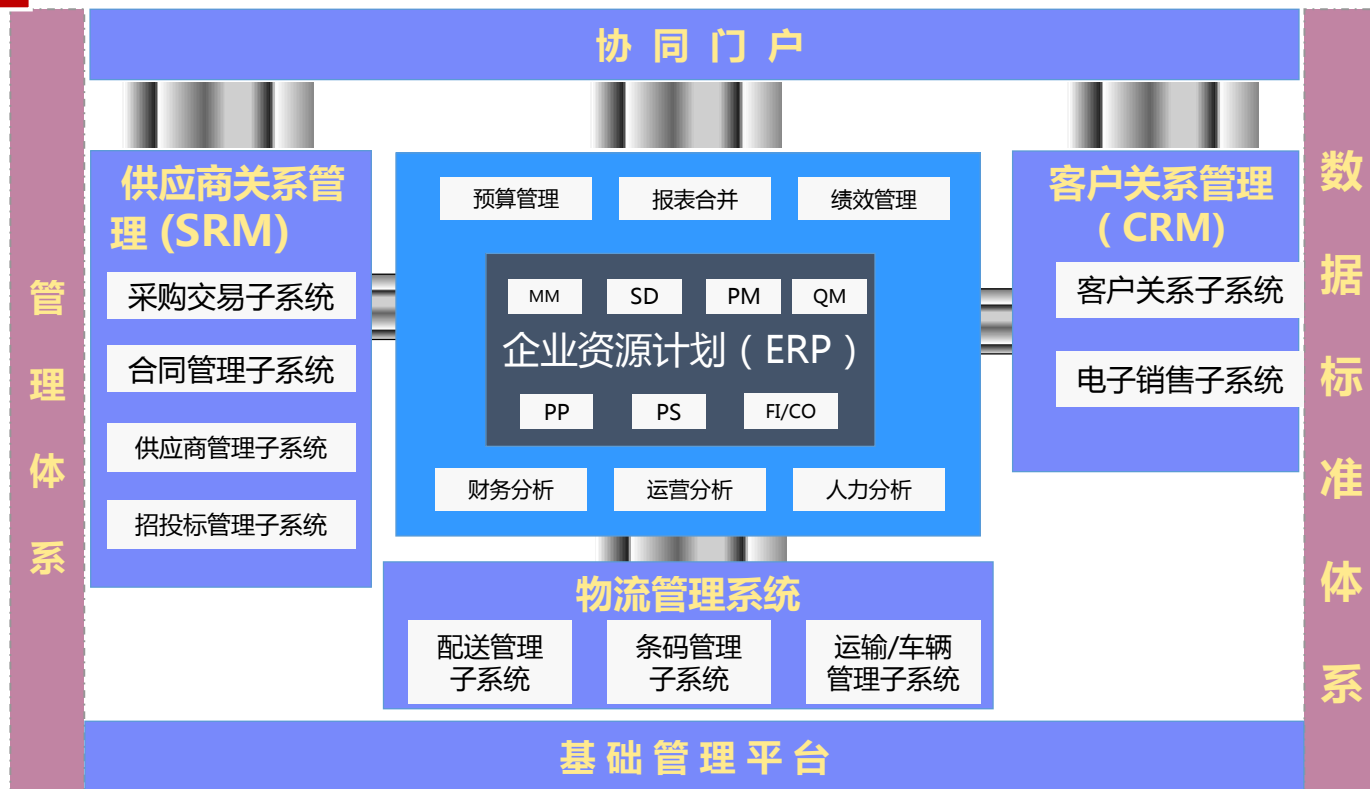 协同门户
管理体系
供应商关系管
理 (SRM)
采购交易子系统
合同管理子系统
供应商管理子系统
招投标管理子系统
预算管理
报表合并
绩效管理
MM
SD
PM
QM
企业资源计划（ERP）
PP
PS
FI/CO
财务分析
运营分析
人力分析
客户关系管理
（ CRM)
客户关系子系统
电子销售子系统
数据标准体系
物流管理系统
配送管理
子系统
条码管理
子系统
运输/车辆
管理子系统
基础管理平台